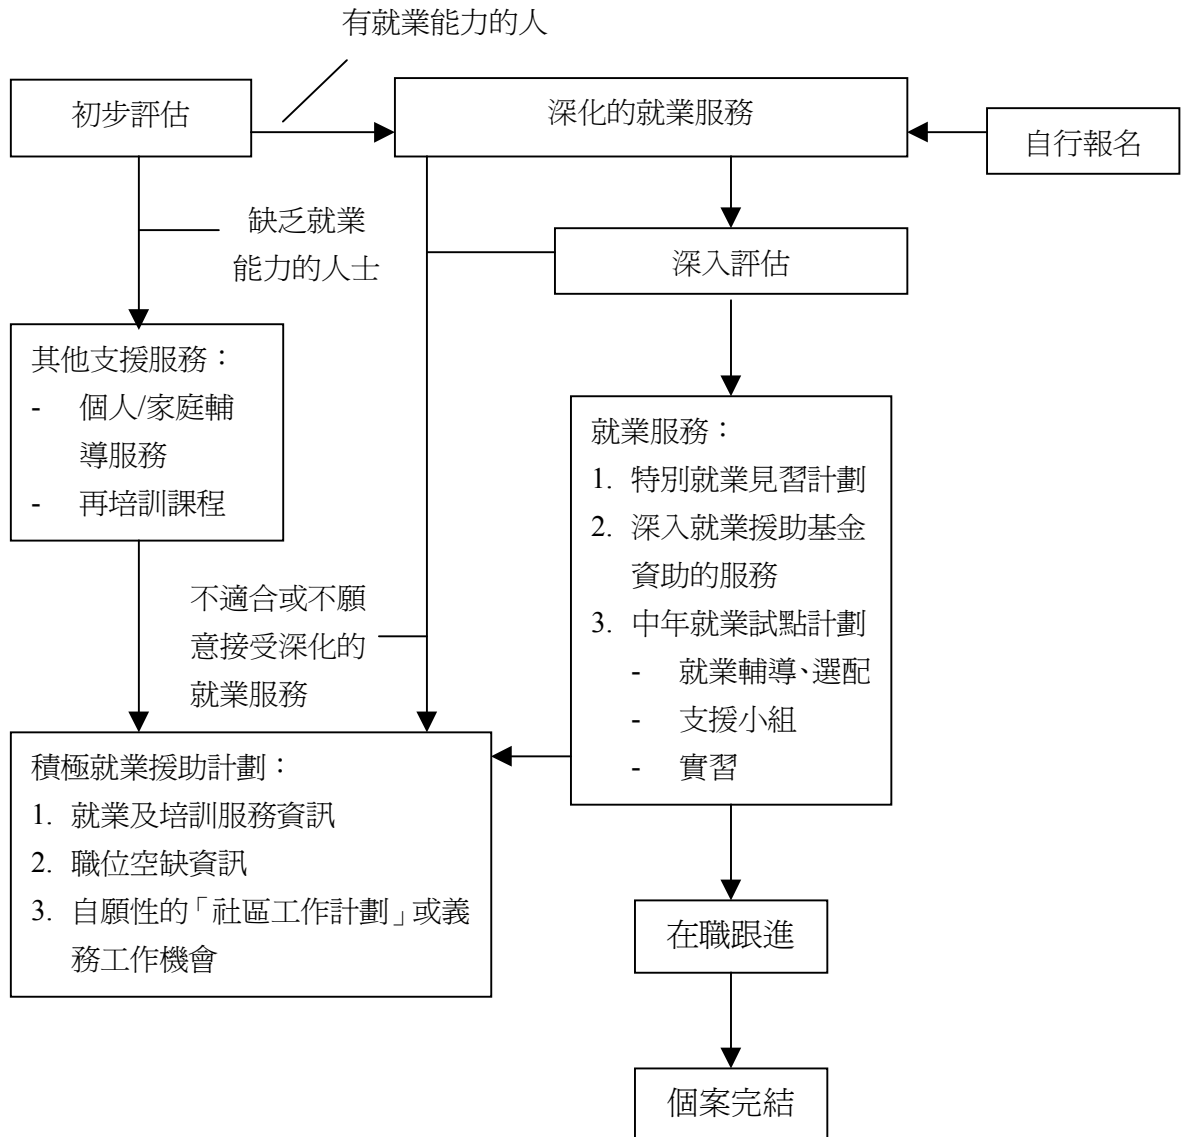 有就業能力的人
初步評估
深化的就業服務
自行報名
缺乏就業
能力的人士
深入評估
其他支援服務：
- 個人/家庭輔
導服務
- 再培訓課程
就業服務：
1. 特別就業見習計劃
2. 深入就業援助基金
資助的服務
3. 中年就業試點計劃
- 就業輔導、選配
- 支援小組
- 實習
不適合或不願
意接受深化的
就業服務
積極就業援助計劃：
1. 就業及培訓服務資訊
2. 職位空缺資訊
3. 自願性的「社區工作計劃」或義
務工作機會
在職跟進
個案完結